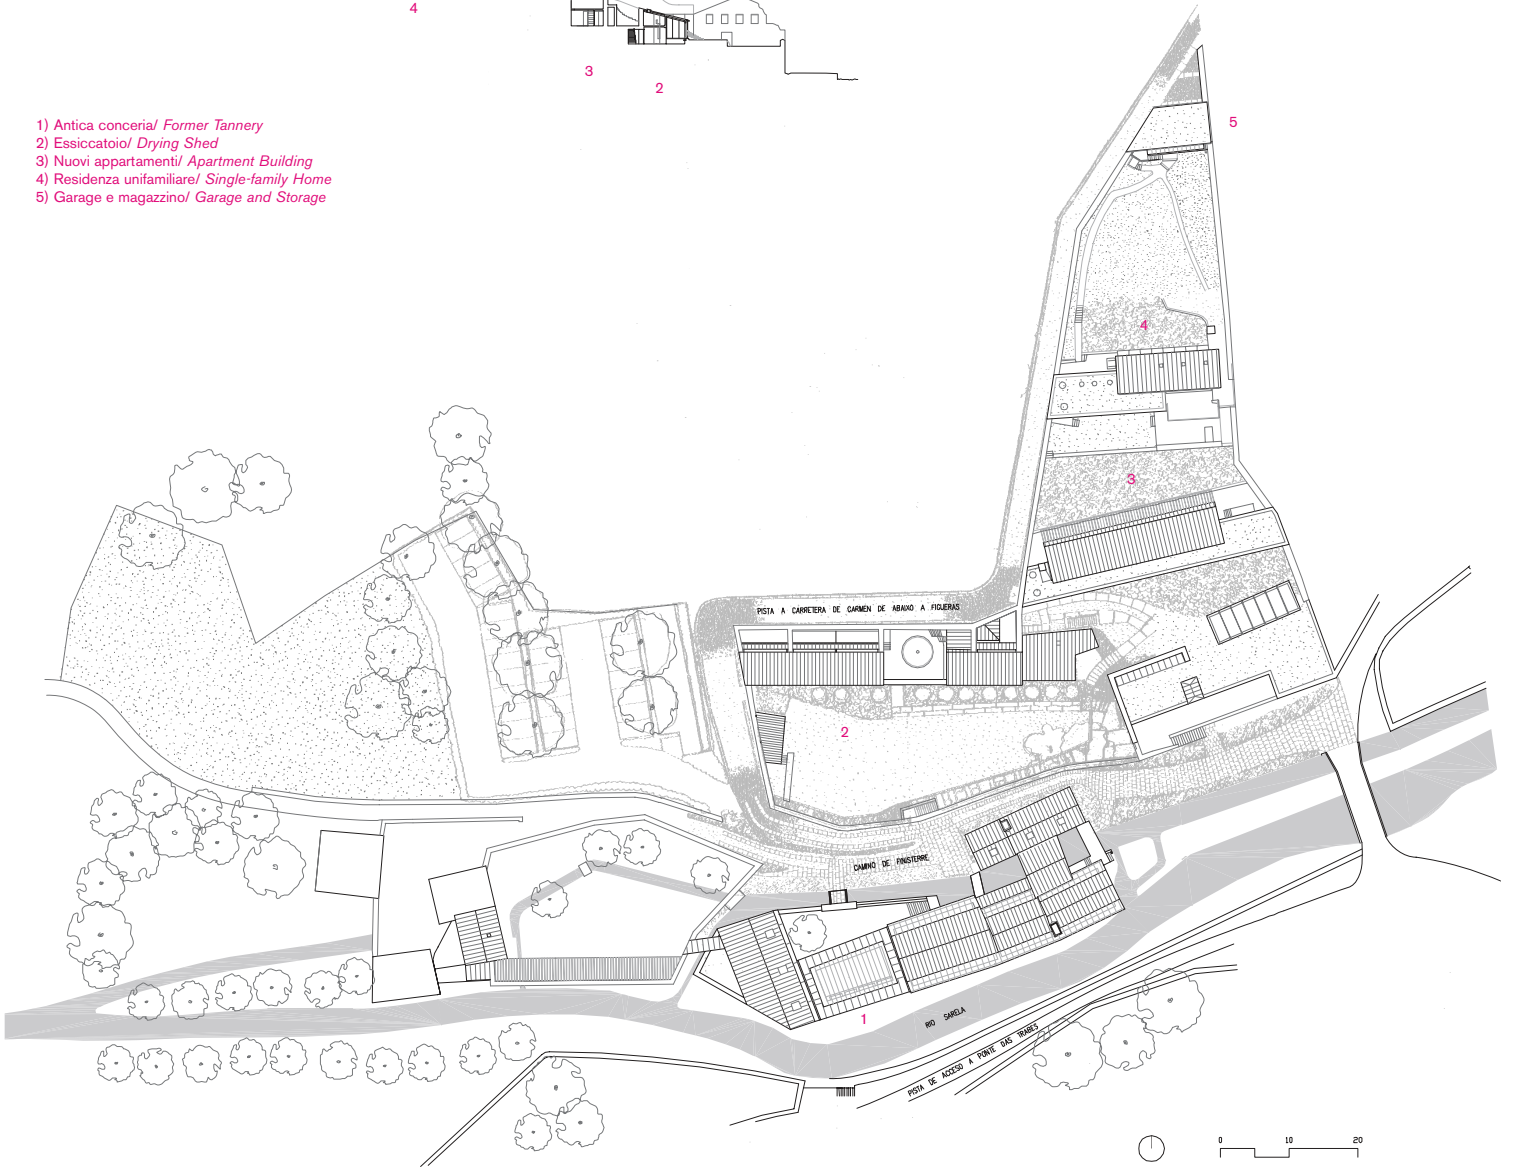 4
3
2
1) Antica conceria/ Former Tannery
2) Essiccatoio/ Drying Shed
3) Nuovi appartamenti/ Apartment Building
4) Residenza unifamiliare/ Single-family Home
5) Garage e magazzino/ Garage and Storage
5
4
3
PISTA A CARRETERA DE CARMEN DE ABAIXO A FIGUERAS
2
CAMINO DE FINISTERRE
1
RIO SARELA
PISTA DE ACCESO A PONTE DAS TRABES
0 10 20